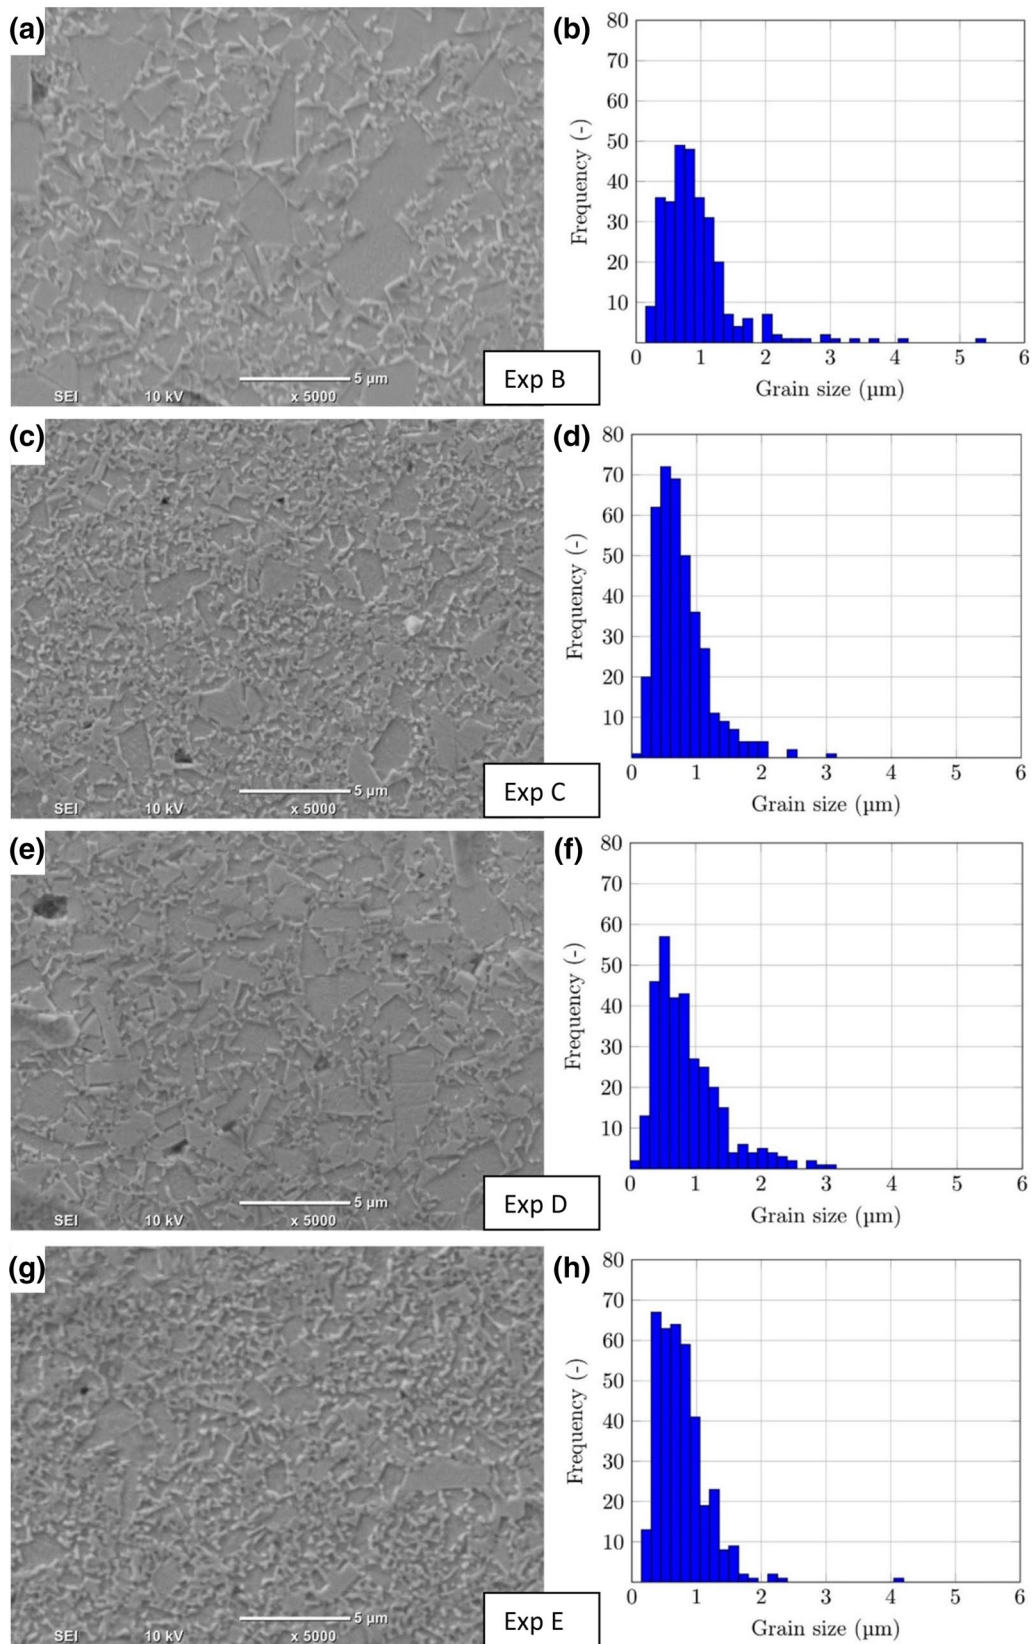 (a)
SEI 10 kV x 5000 5 µm
Exp B
(b)
80
70
60
50
40
30
20
10
0 1 2 3 4 5 6
Frequency (-)
Grain size (µm)
(c)
SEI 10 kV x 5000 5 µm
Exp C
(d)
80
70
60
50
40
30
20
10
0 1 2 3 4 5 6
Frequency (-)
Grain size (µm)
(e)
SEI 10 kV x 5000 5 µm
Exp D
(f)
80
70
60
50
40
30
20
10
0 1 2 3 4 5 6
Frequency (-)
Grain size (µm)
(g)
SEI 10 kV x 5000 5 µm
Exp E
(h)
80
70
60
50
40
30
20
10
0 1 2 3 4 5 6
Frequency (-)
Grain size (µm)